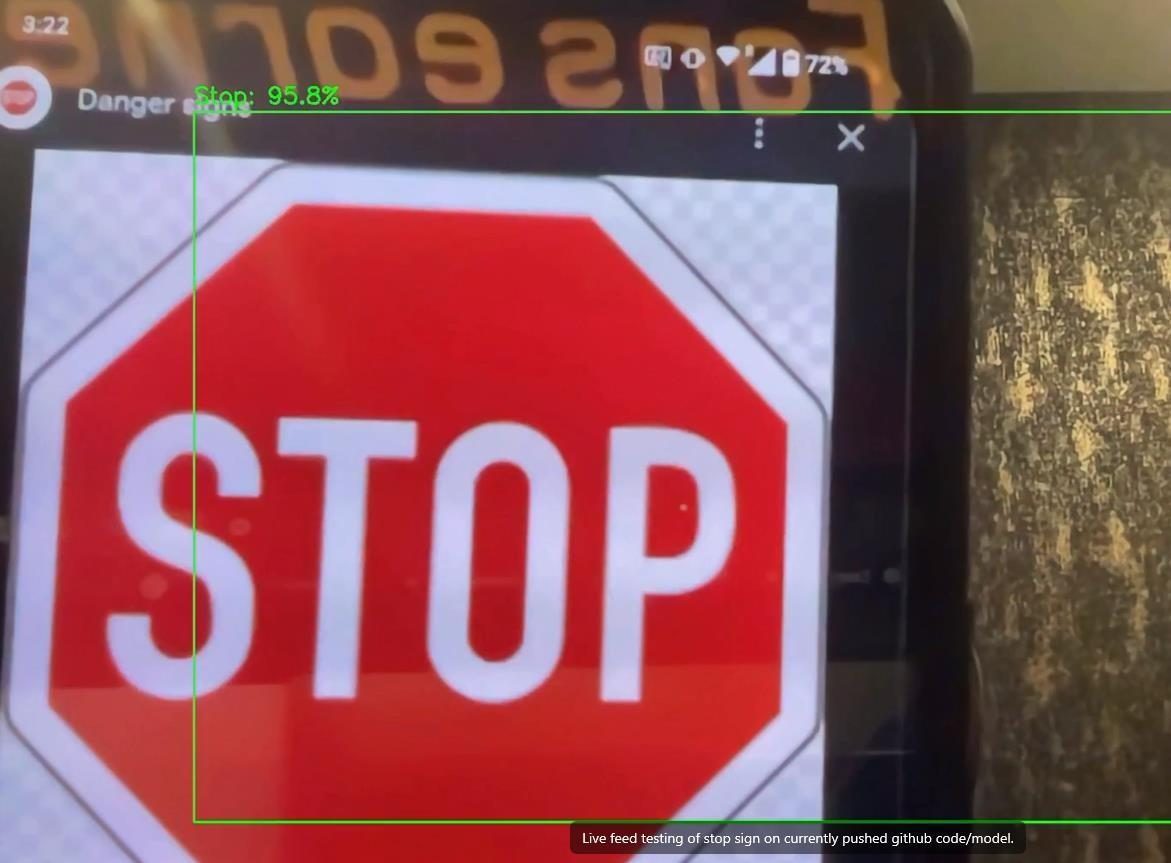 3:22
72%
STOP
Danger signs
Stop: 95.8%
STOP
Live feed testing of stop sign on currently pushed github code/model.